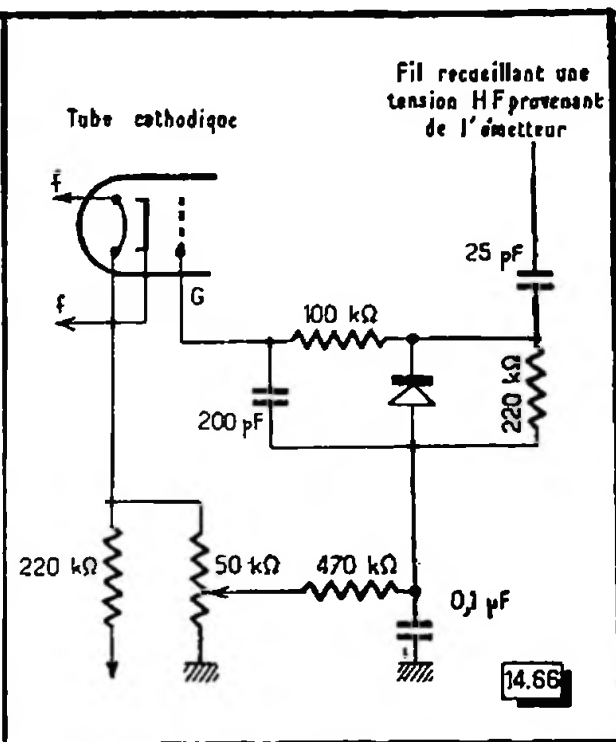 Fil recueillant une
tension HF provenant
de l'émetteur
Tube cathodique
f
25 pF
f
G
100 kΩ
220 kΩ
200 pF
220 kΩ
50 kΩ
470 kΩ
0,1 µF
14.66